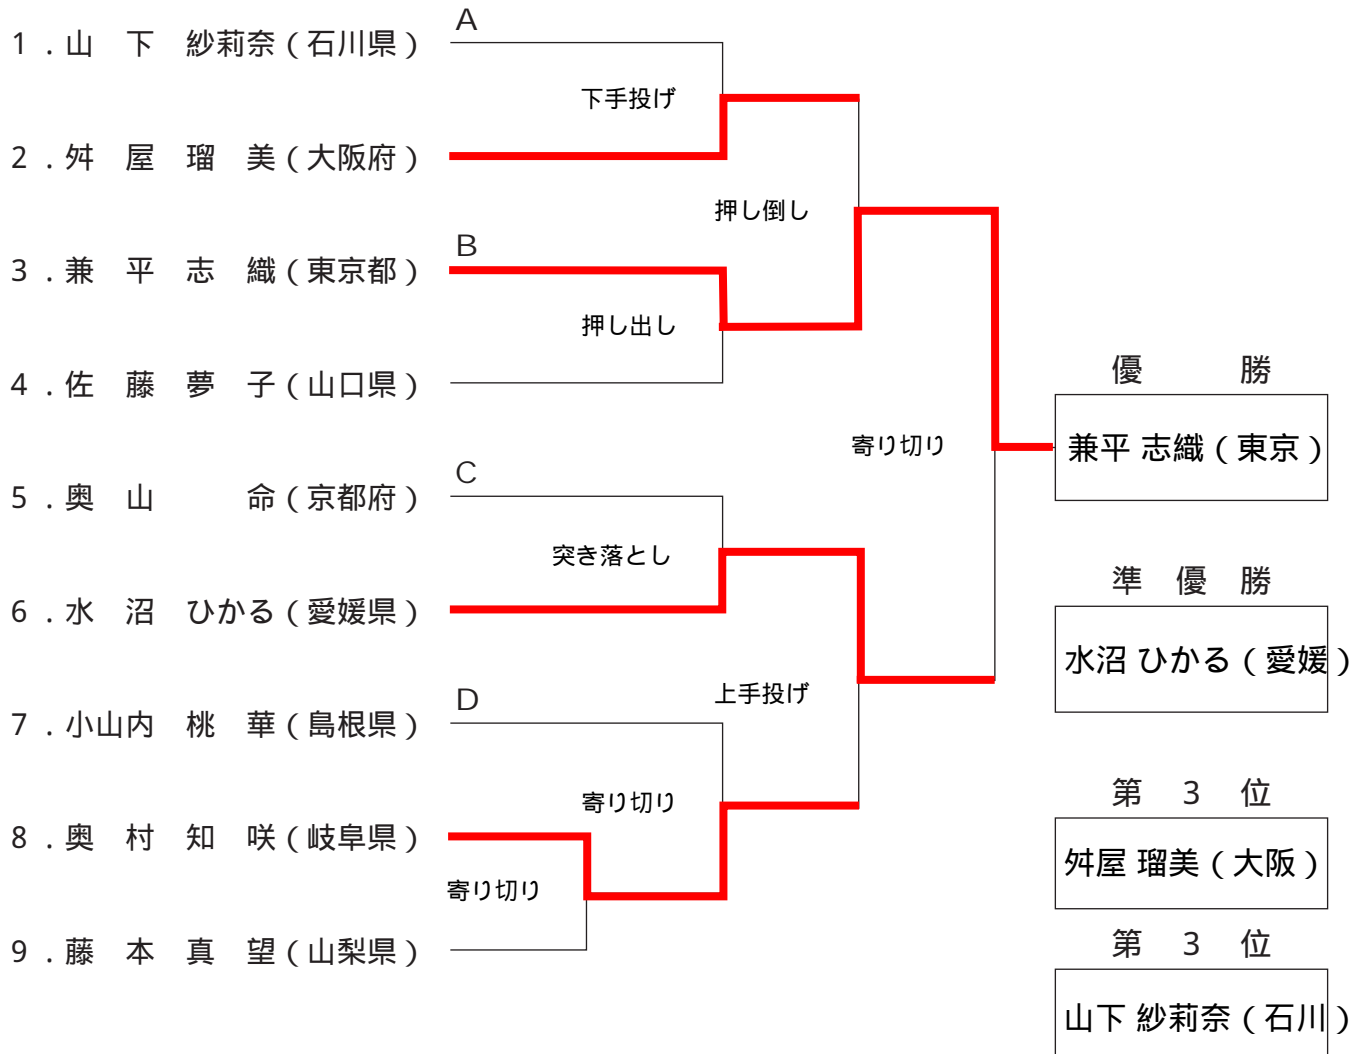 A
1．山　下　紗莉奈（石川県）
下手投げ
2．舛　屋　瑠　美（大阪府）
押し倒し
B
3．兼　平　志　織（東京都）
押し出し
4．佐　藤　夢　子（山口県）
優　　　勝
寄り切り
兼平 志織（東京）
C
5．奥　山　　　命（京都府）
突き落とし
準　優　勝
6．水　沼　ひかる（愛媛県）
水沼 ひかる（愛媛）
上手投げ
D
7．小山内　桃　華（島根県）
寄り切り
第　3　位
8．奥　村　知　咲（岐阜県）
舛屋 瑠美（大阪）
寄り切り
9．藤　本　真　望（山梨県）
第　3　位
山下 紗莉奈（石川）